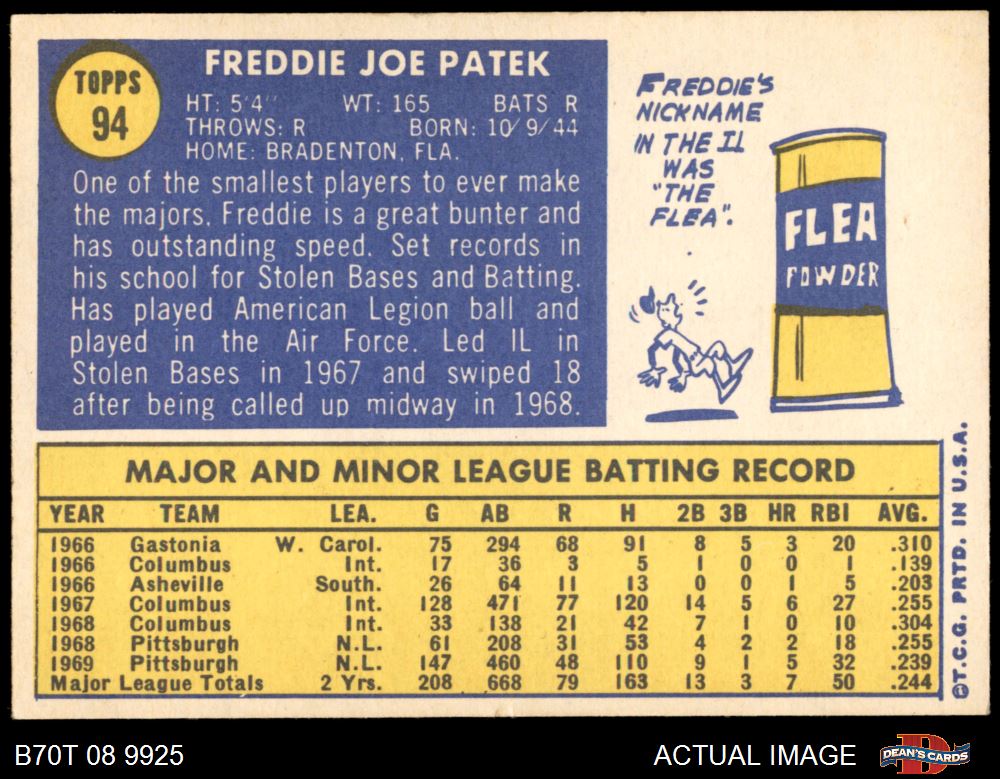 TOPPS
94
FREDDIE JOE PATEK
HT: 5'4" WT: 165 BATS R
THROWS: R BORN: 10/9/44
HOME: BRADENTON, FLA.
One of the smallest players to ever make
the majors, Freddie is a great bunter and
has outstanding speed. Set records in
his school for Stolen Bases and Batting.
Has played American Legion ball and
played in the Air Force. Led IL in
Stolen Bases in 1967 and swiped 18
after being called up midway in 1968.
FREDDIE'S
NICKNAME
IN THE IL
WAS
"THE
FLEA".
FLEA
POWDER
MAJOR AND MINOR LEAGUE BATTING RECORD
YEAR TEAM LEA. G AB R H 2B 3B HR RBI AVG.
1966 Gastonia W. Carol. 75 294 68 91 8 5 3 20 .310
1966 Columbus Int. 17 36 3 5 1 0 0 1 .139
1966 Asheville South. 26 64 11 13 0 0 1 5 .203
1967 Columbus Int. 128 471 77 120 14 5 6 27 .255
1968 Columbus Int. 33 138 21 42 7 1 0 10 .304
1968 Pittsburgh N.L. 61 208 31 53 4 2 2 18 .255
1969 Pittsburgh N.L. 147 460 48 110 9 1 5 32 .239
Major League Totals 2 Yrs. 208 668 79 163 13 3 7 50 .244
©T.C.G. PRTD. IN U.S.A.
B70T 08 9925
ACTUAL IMAGE
DEAN'S CARDS